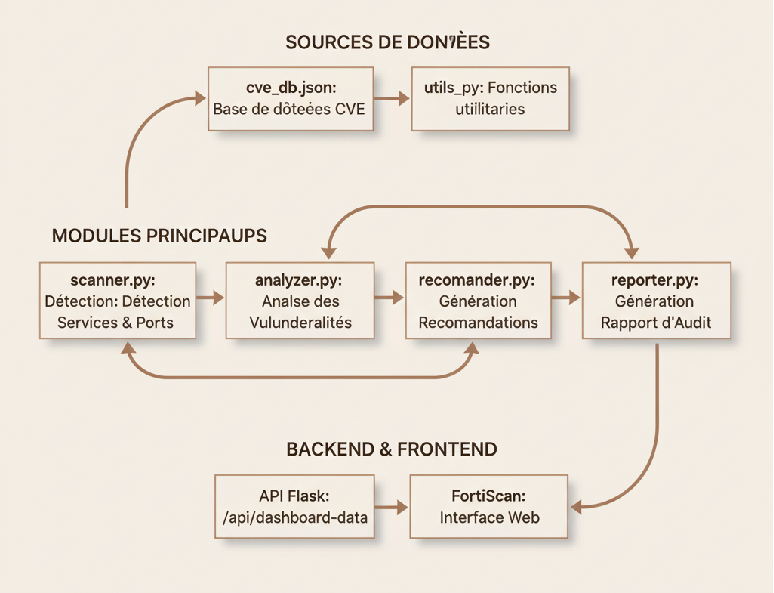 SOURCES DE DONNÈES
cve_db.json:
Base de dôteées CVE
utils_py: Fonctions
utiilitaries
MODULES PRINCIPAUPS
scanner.py:
Détection: Détection
Services & Ports
analyzer.py:
Analse des
Vulunderalités
recomander.py:
Génération
Recomandations
reporter.py:
Génération
Rapport d'Audit
BACKEND & FRONTEND
API Flask:
/api/dashboard-data
FortiScan:
Interface Web